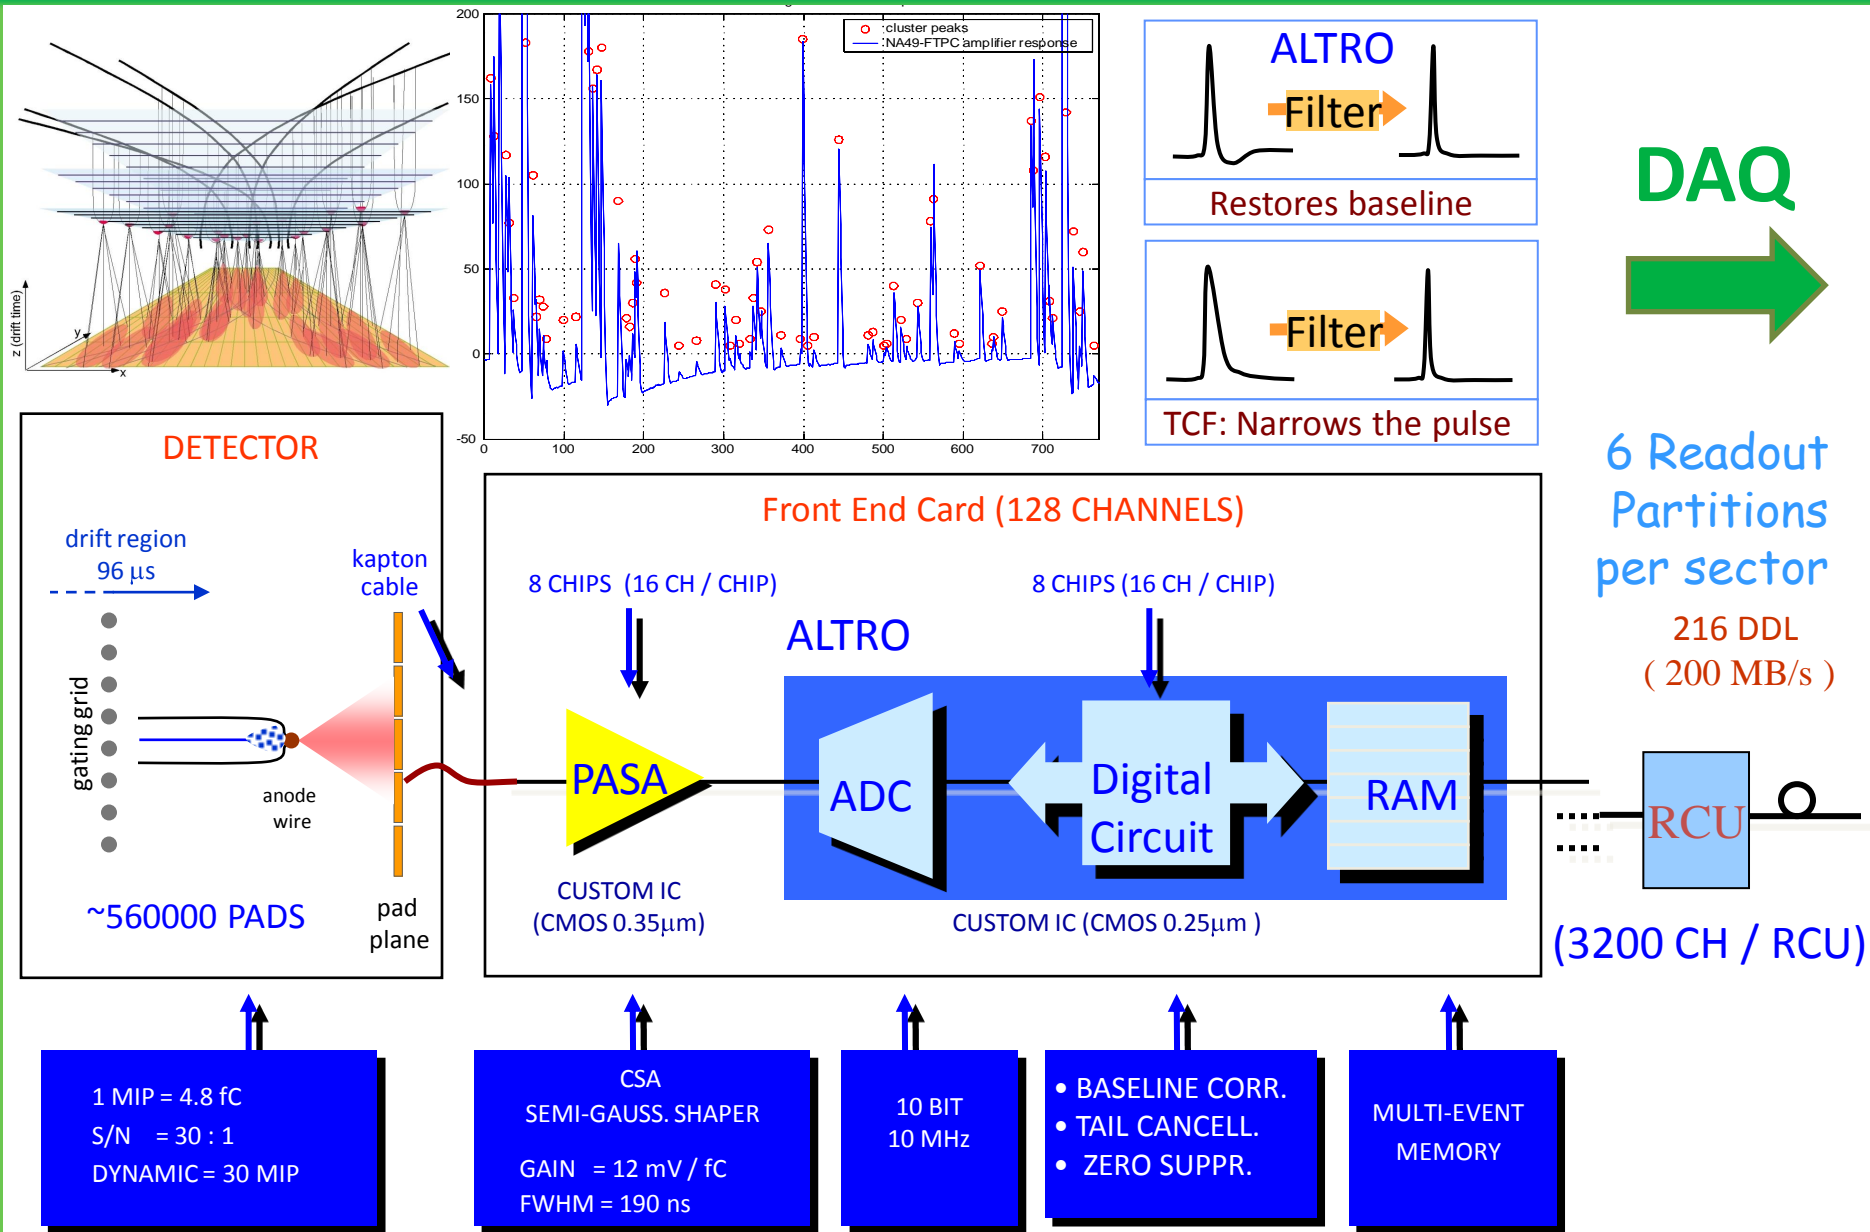 z (drift time)
y
x
200
150
100
50
0
-50
0
100
200
300
400
500
600
700
cluster peaks
NA49-FTPC amplifier response
ALTRO
Filter
Restores baseline
Filter
TCF: Narrows the pulse
DAQ
6 Readout
Partitions
per sector
216 DDL
( 200 MB/s )
DETECTOR
drift region
96 μs
kapton
cable
gating grid
anode
wire
~560000 PADS
pad
plane
Front End Card (128 CHANNELS)
8 CHIPS (16 CH / CHIP)
8 CHIPS (16 CH / CHIP)
ALTRO
PASA
ADC
Digital
Circuit
RAM
CUSTOM IC
(CMOS 0.35μm)
CUSTOM IC (CMOS 0.25μm )
RCU
(3200 CH / RCU)
1 MIP = 4.8 fC
S/N = 30 : 1
DYNAMIC = 30 MIP
CSA
SEMI-GAUSS. SHAPER
GAIN = 12 mV / fC
FWHM = 190 ns
10 BIT
10 MHz
• BASELINE CORR.
• TAIL CANCELL.
• ZERO SUPPR.
MULTI-EVENT
MEMORY